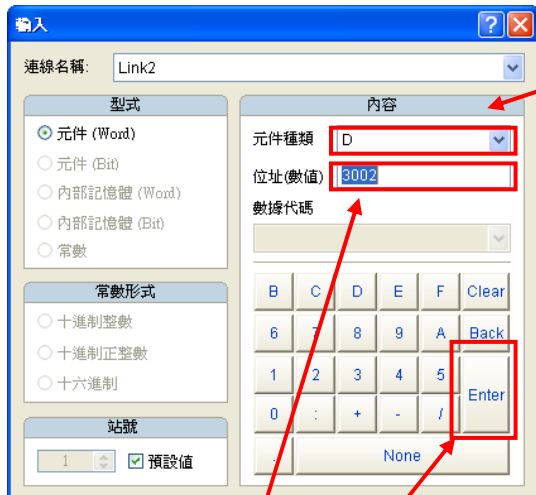 輸入
連線名稱: Link2
型式
元件 (Word)
元件 (Bit)
內部記憶體 (Word)
內部記憶體 (Bit)
常數
常數形式
十進制整數
十進制正整數
十六進制
站號
1 預設值
內容
元件種類 D
位址(數值) 3002
數據代碼
B C D E F Clear
6 7 8 9 A Back
1 2 3 4 5 Enter
0 : + - /
. None